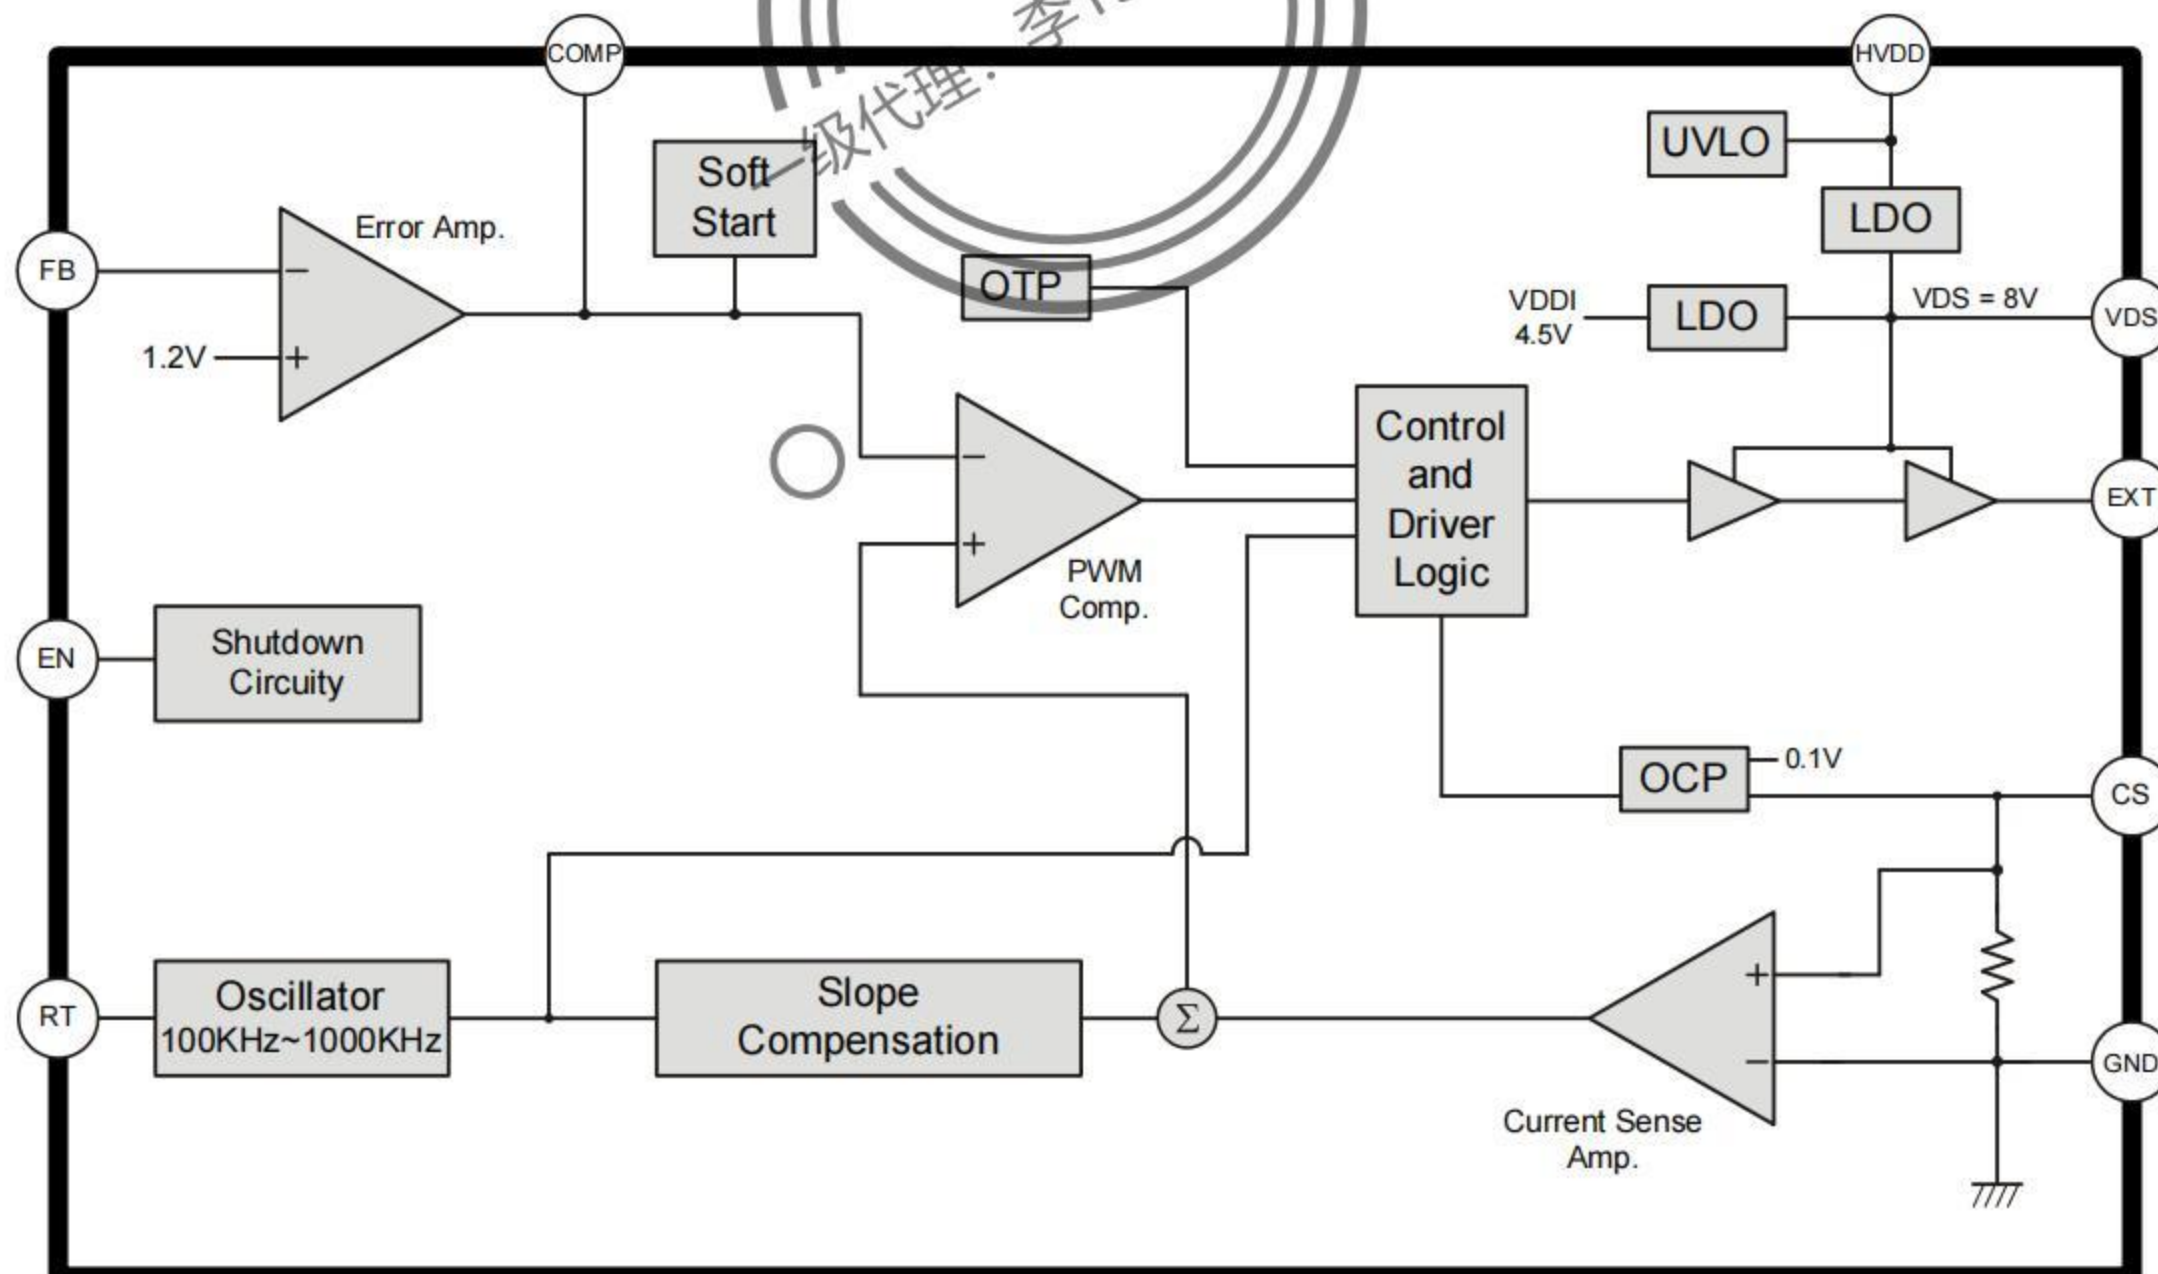 COMP
HVDD
一级代理：李
UVLO
Soft
Start
LDO
Error Amp.
FB
−
OTP
VDDI
4.5V
LDO
VDS = 8V
VDS
1.2V
+
Control
and
Driver
Logic
−
EXT
+
PWM
Comp.
EN
Shutdown
Circuity
OCP
0.1V
CS
RT
Oscillator
100KHz~1000KHz
Slope
Compensation
Σ
+
−
GND
Current Sense
Amp.